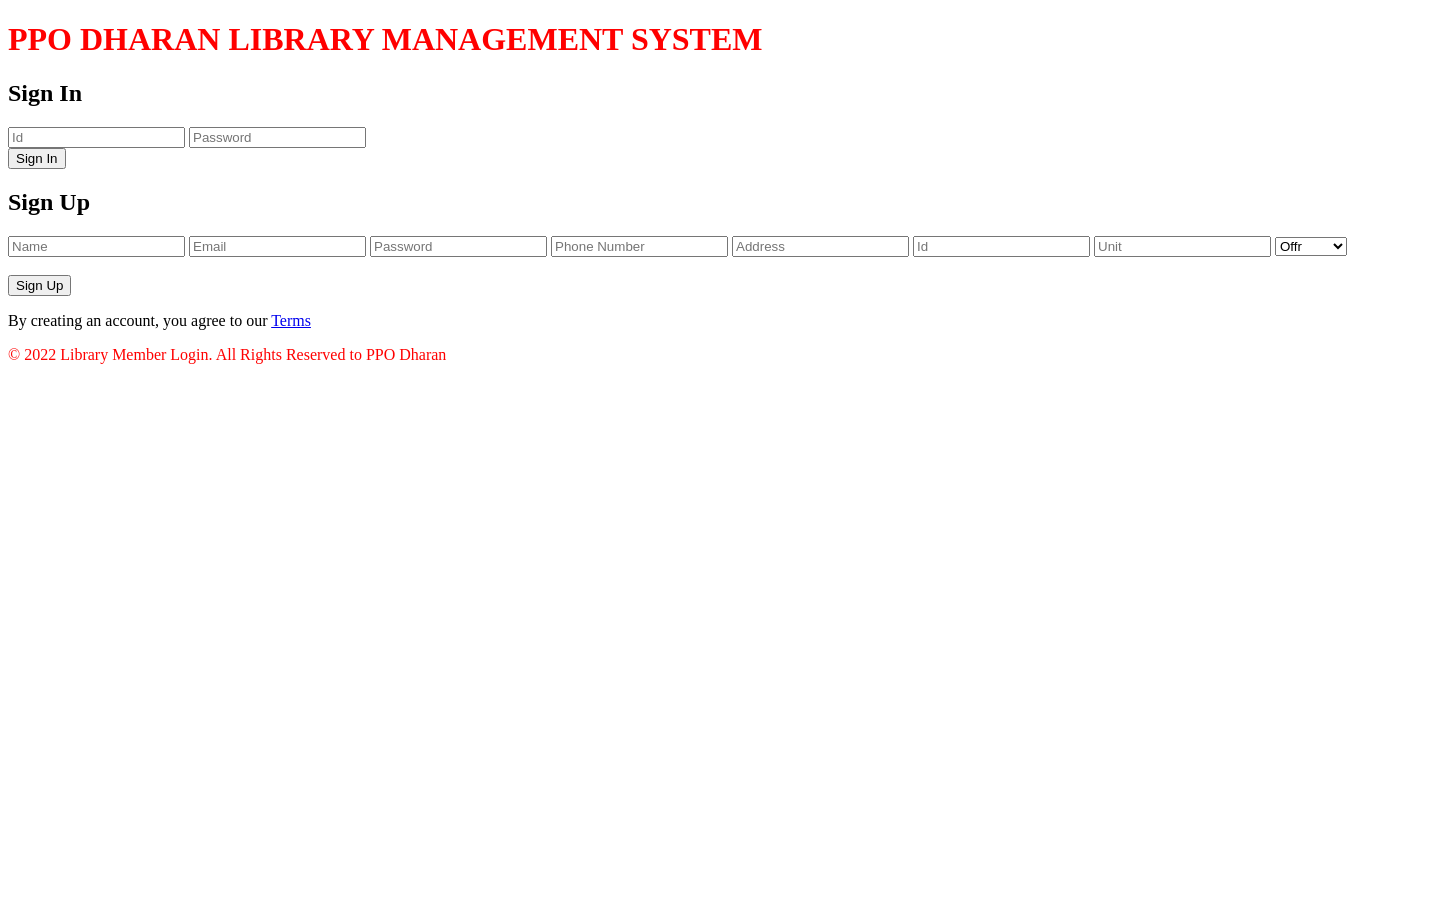 PPO DHARAN LIBRARY MANAGEMENT SYSTEM
Sign In
Id Password
Sign In
Sign Up
Name Email Password Phone Number Address Id Unit Offr
Sign Up
By creating an account, you agree to our Terms
© 2022 Library Member Login. All Rights Reserved to PPO Dharan